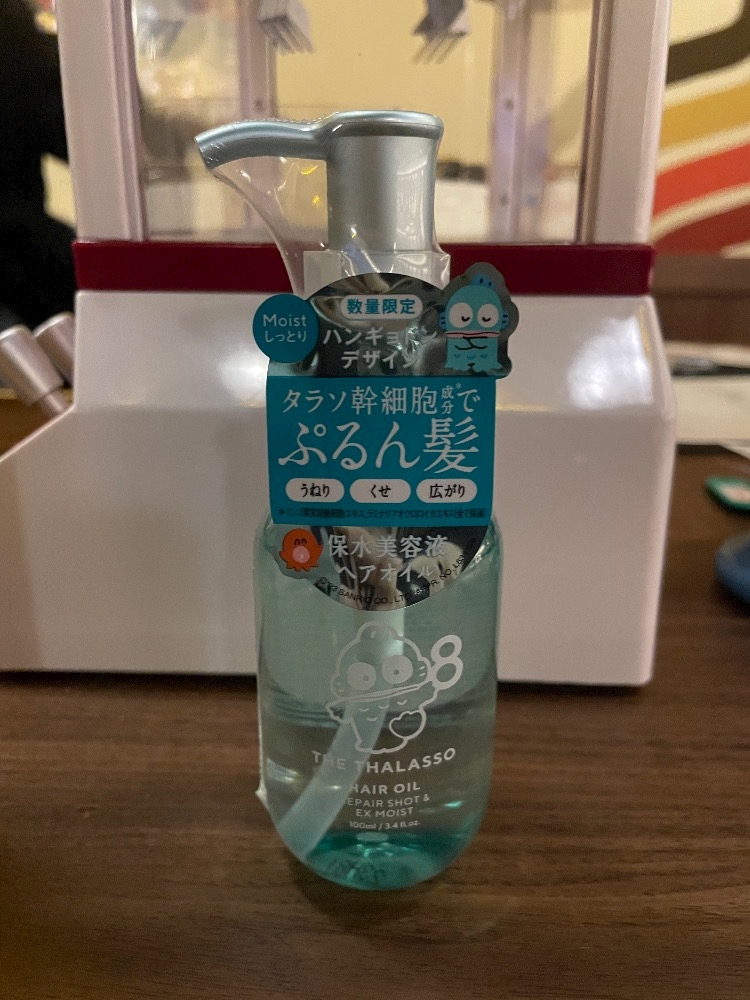 数量限定
Moist
しっとり
ハンギョドン
デザイン
タラソ幹細胞成分*で
ぷるん髪
うねり くせ 広がり
保水美容液
ヘアオイル
SANRIO CO., LTD.
THE THALASSO
HAIR OIL
REPAIR SHOT &
EX MOIST
100ml / 3.4 fl.oz.